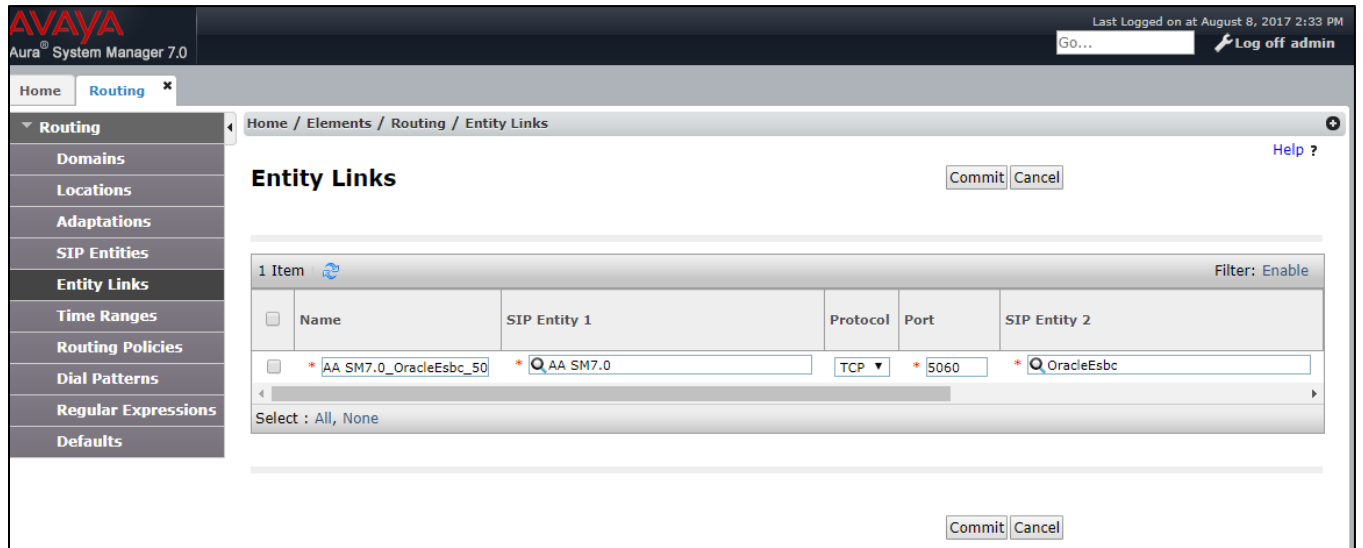 AVAYA
Aura® System Manager 7.0
Last Logged on at August 8, 2017 2:33 PM
Go...
Log off admin
Home
Routing ×
Routing
Domains
Locations
Adaptations
SIP Entities
Entity Links
Time Ranges
Routing Policies
Dial Patterns
Regular Expressions
Defaults
Home / Elements / Routing / Entity Links
Help ?
Entity Links
Commit Cancel
1 Item
Filter: Enable
Name SIP Entity 1 Protocol Port SIP Entity 2
* AA SM7.0_OracleEsbc_50 * AA SM7.0 TCP * 5060 * OracleEsbc
Select : All, None
Commit Cancel